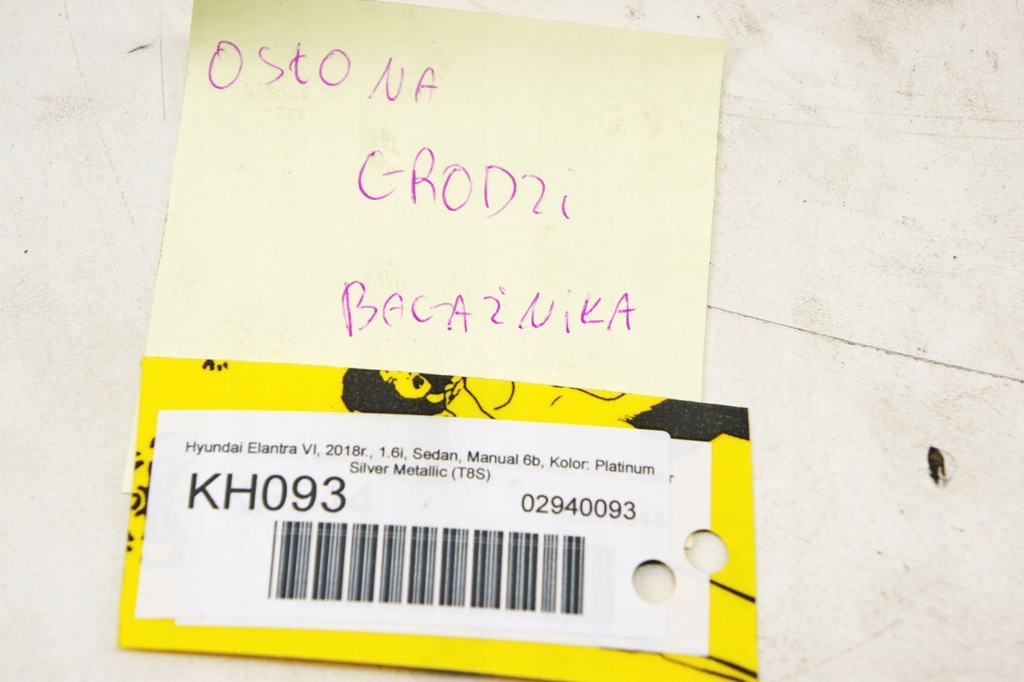 OSŁONA
GRODZI
BAGAŻNIKA
Hyundai Elantra VI, 2018r., 1.6i, Sedan, Manual 6b, Kolor: Platinum
Silver Metallic (T8S)
KH093
02940093